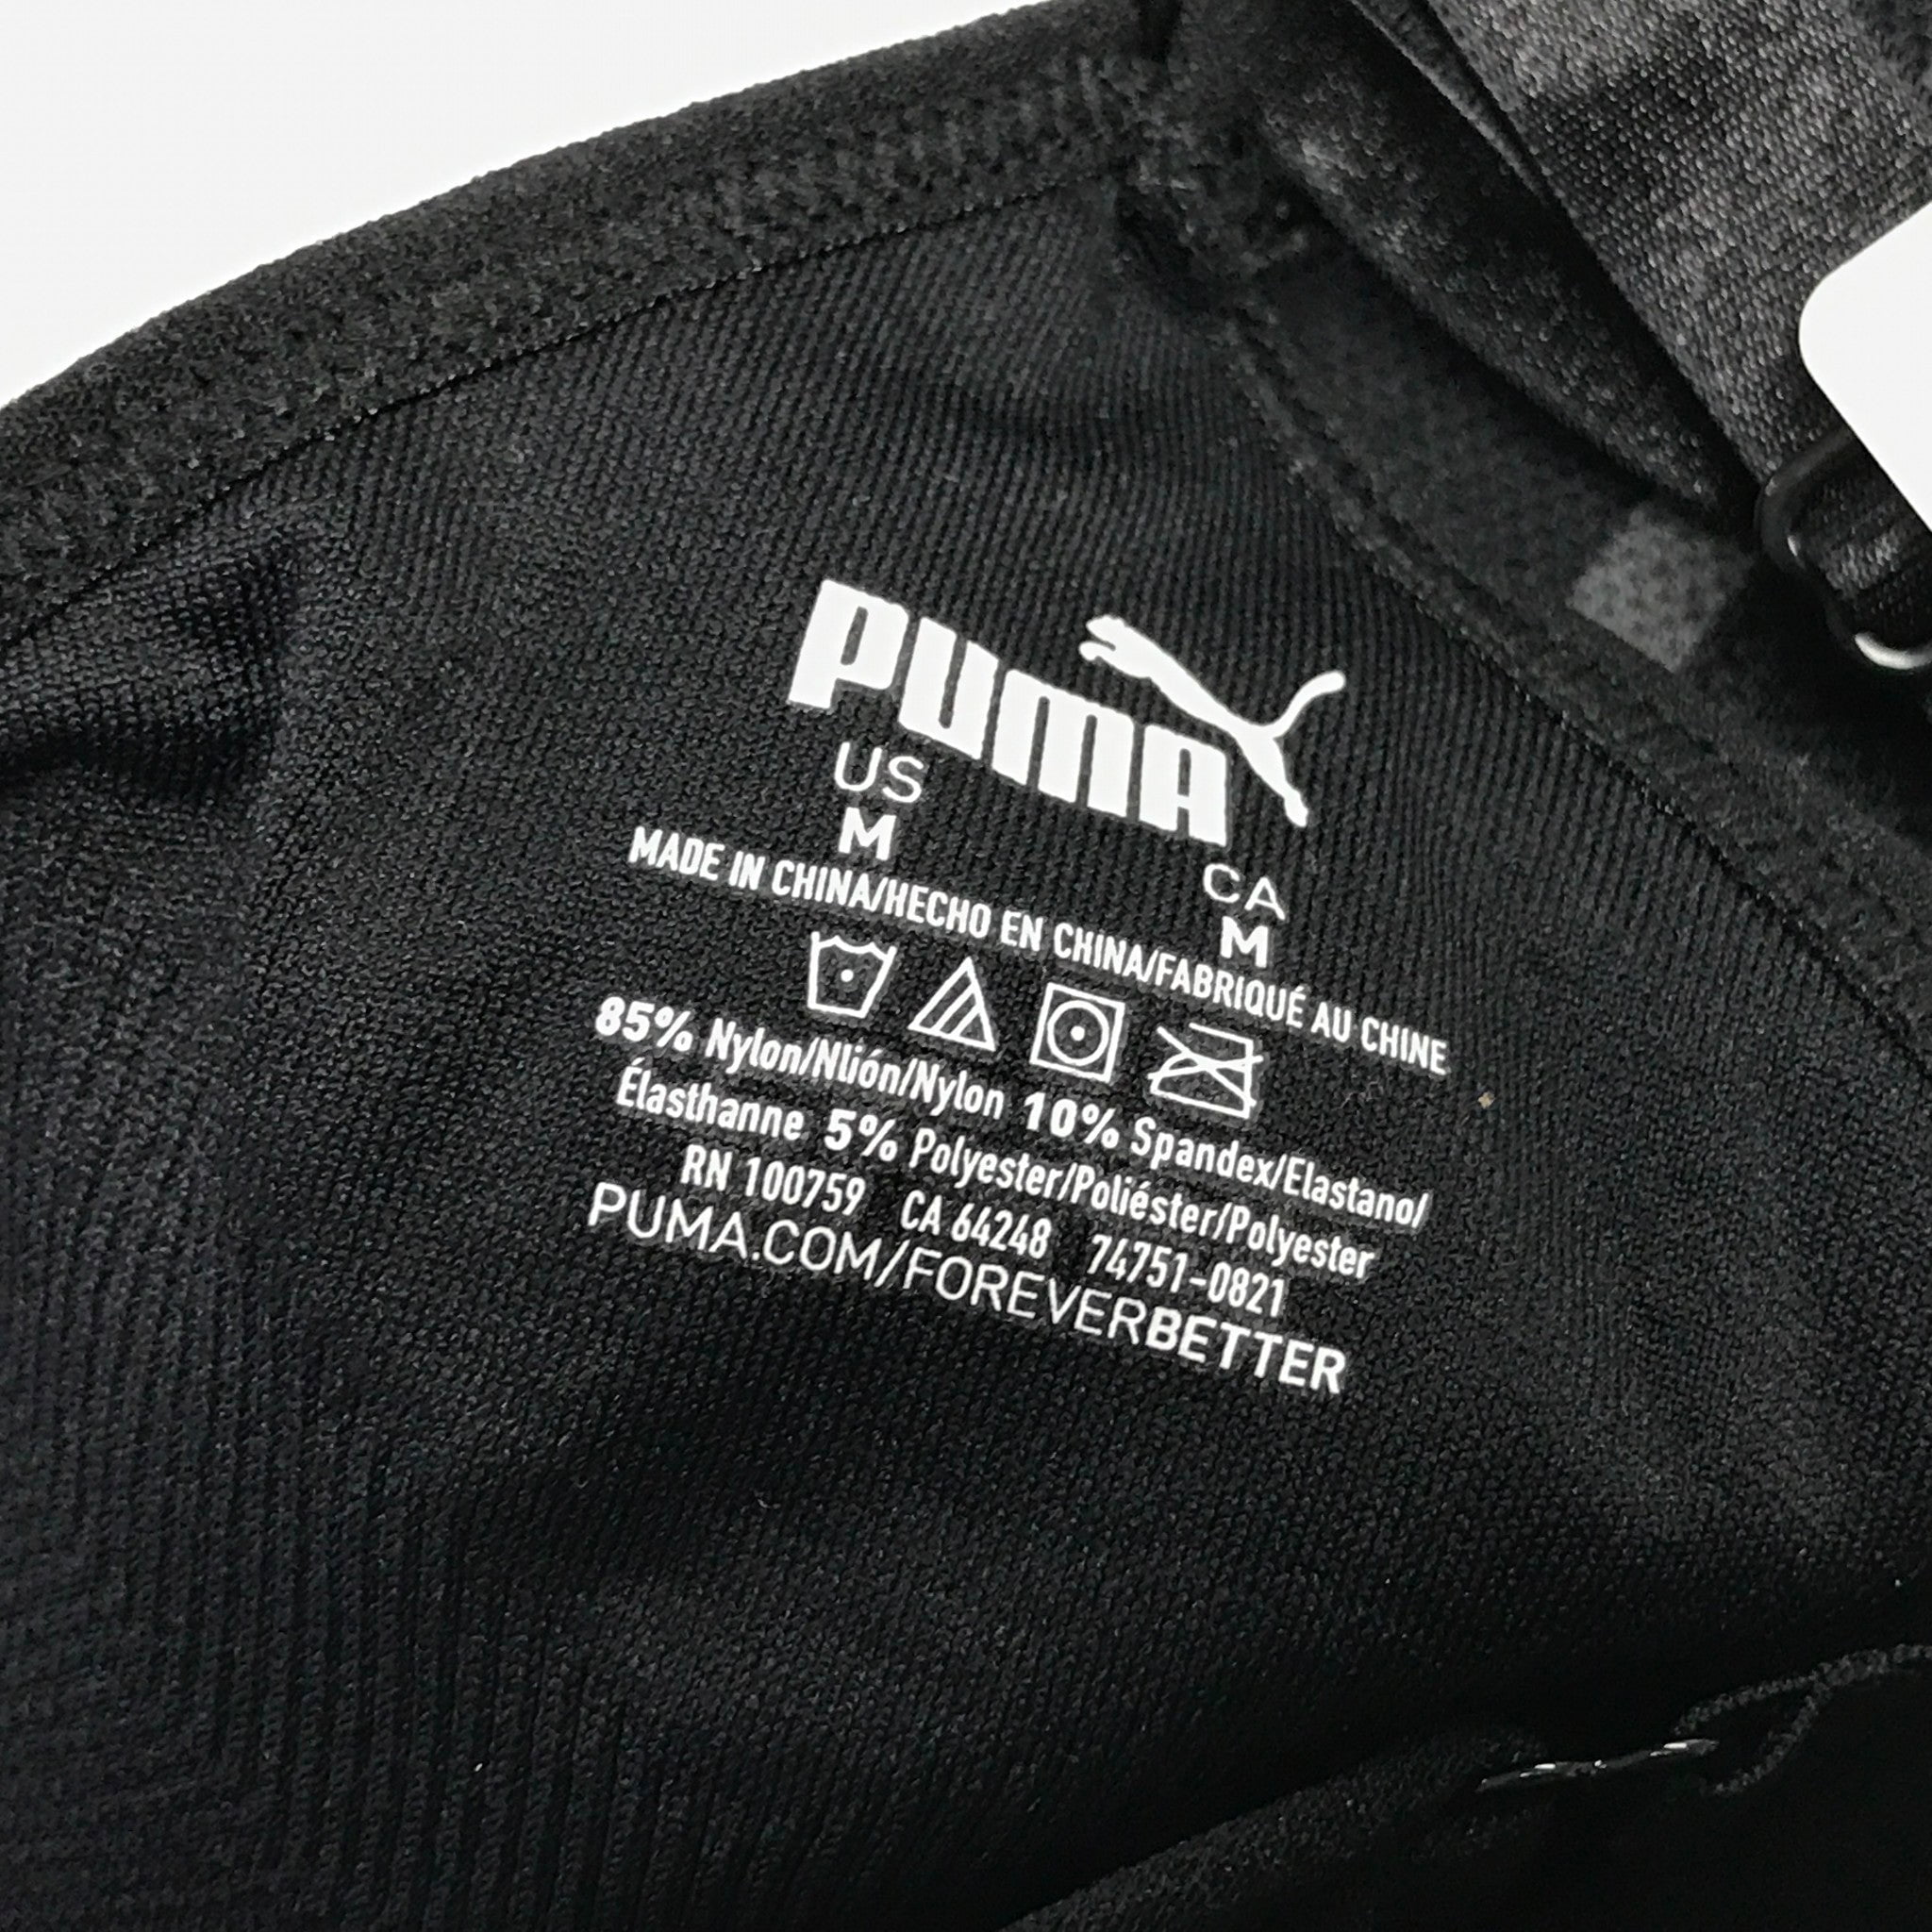 PUMA
US CA
M M
MADE IN CHINA/HECHO EN CHINA/FABRIQUÉ AU CHINE
85% Nylon/Nlión/Nylon 10% Spandex/Elastano/
Élasthanne 5% Polyester/Poliéster/Polyester
RN 100759 CA 64248 74751-0821
PUMA.COM/FOREVERBETTER